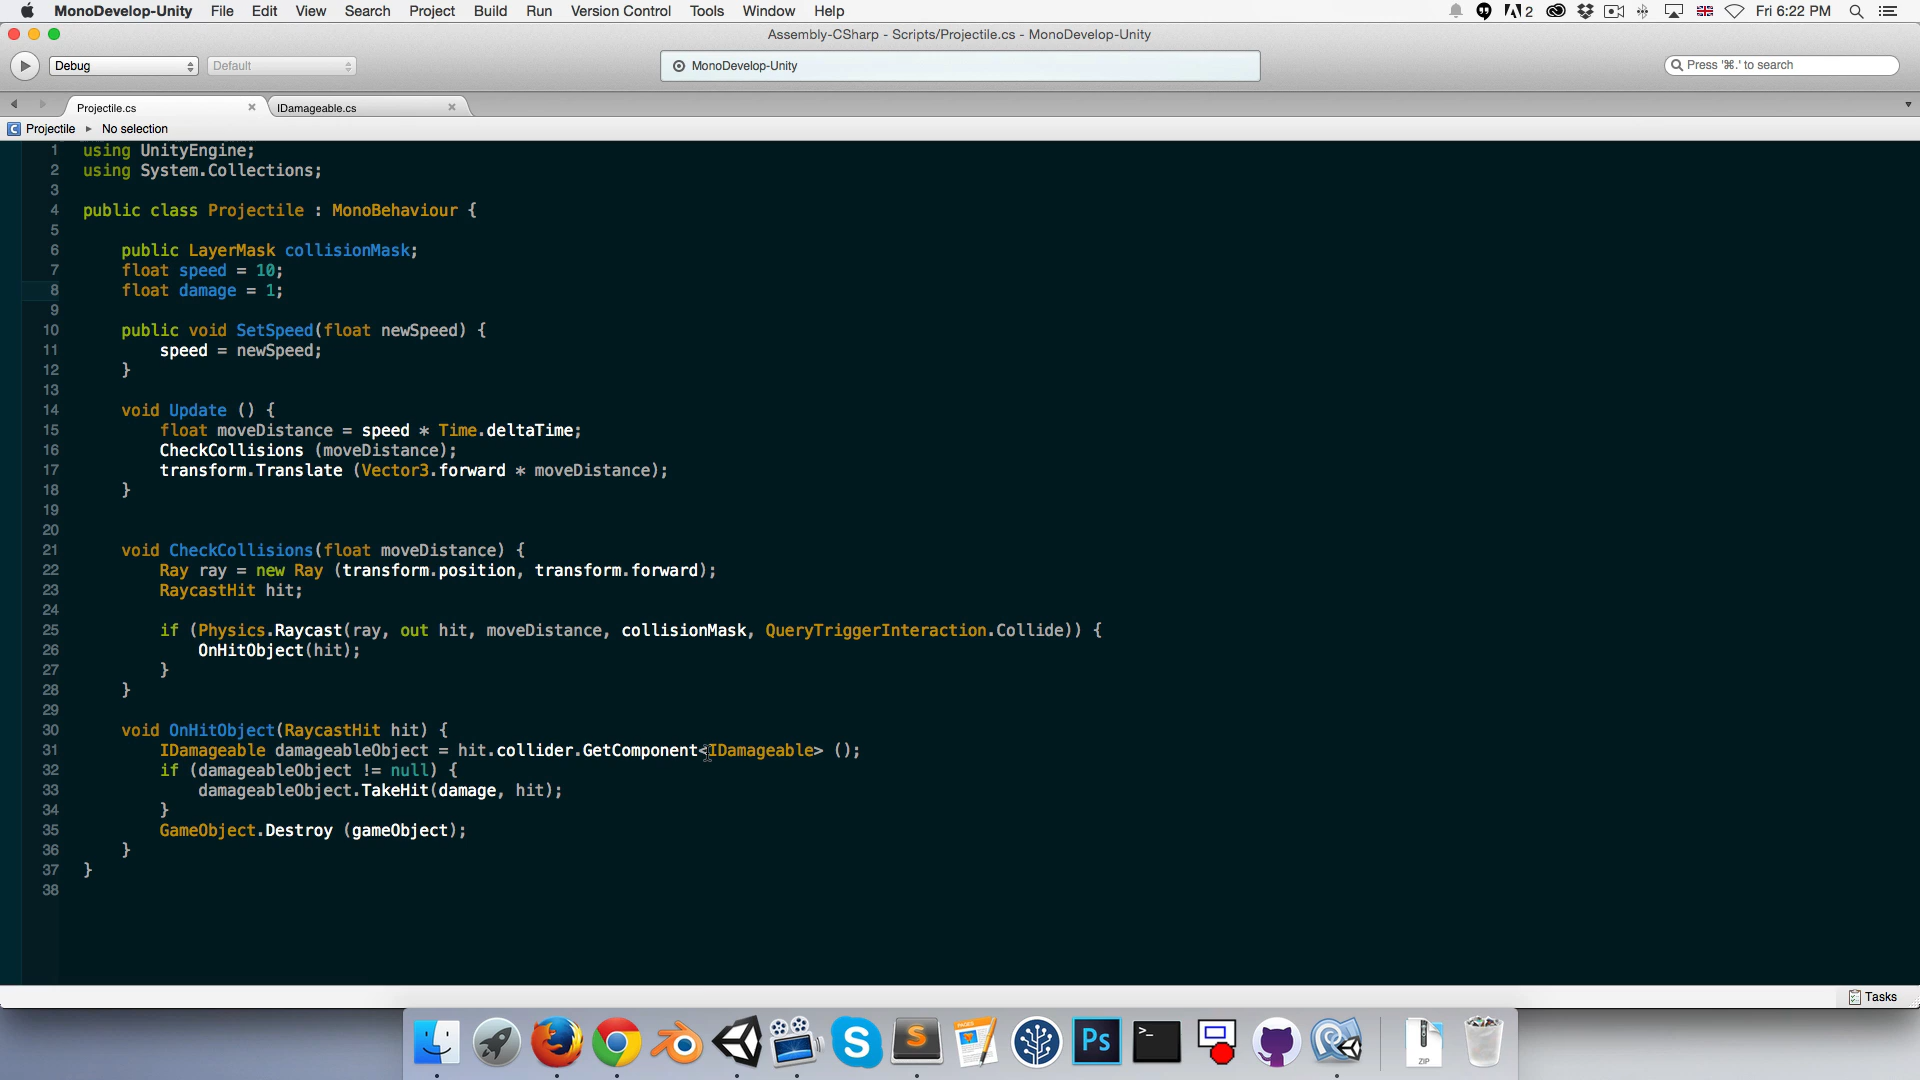 MonoDevelop-Unity File Edit View Search Project Build Run Version Control Tools Window Help 2 Fri 6:22 PM
Assembly-CSharp - Scripts/Projectile.cs - MonoDevelop-Unity
Debug Default MonoDevelop-Unity Press '⌘.' to search
Projectile.cs IDamageable.cs
C Projectile ▸ No selection
1 using UnityEngine;
2 using System.Collections;
3
4 public class Projectile : MonoBehaviour {
5
6 public LayerMask collisionMask;
7 float speed = 10;
8 float damage = 1;
9
10 public void SetSpeed(float newSpeed) {
11 speed = newSpeed;
12 }
13
14 void Update () {
15 float moveDistance = speed * Time.deltaTime;
16 CheckCollisions (moveDistance);
17 transform.Translate (Vector3.forward * moveDistance);
18 }
19
20
21 void CheckCollisions(float moveDistance) {
22 Ray ray = new Ray (transform.position, transform.forward);
23 RaycastHit hit;
24
25 if (Physics.Raycast(ray, out hit, moveDistance, collisionMask, QueryTriggerInteraction.Collide)) {
26 OnHitObject(hit);
27 }
28 }
29
30 void OnHitObject(RaycastHit hit) {
31 IDamageable damageableObject = hit.collider.GetComponent<IDamageable> ();
32 if (damageableObject != null) {
33 damageableObject.TakeHit(damage, hit);
34 }
35 GameObject.Destroy (gameObject);
36 }
37 }
38
Tasks
PAGES
S
S
Ps
>_
ZIP